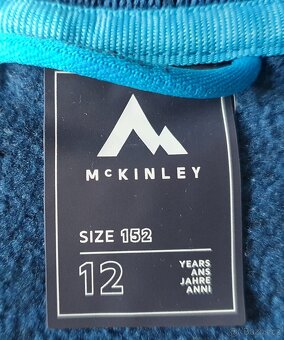 McKINLEY
SIZE 152
12 YEARS
ANS
JAHRE
ANNI